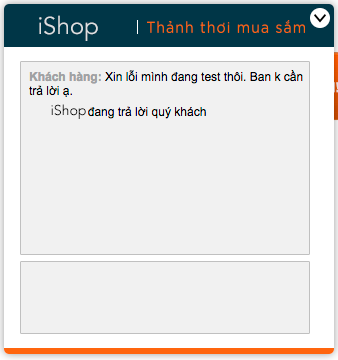 iShop | Thảnh thơi mua sắm
Khách hàng: Xin lỗi mình đang test thôi. Ban k cần
trả lời ạ.
iShop đang trả lời quý khách